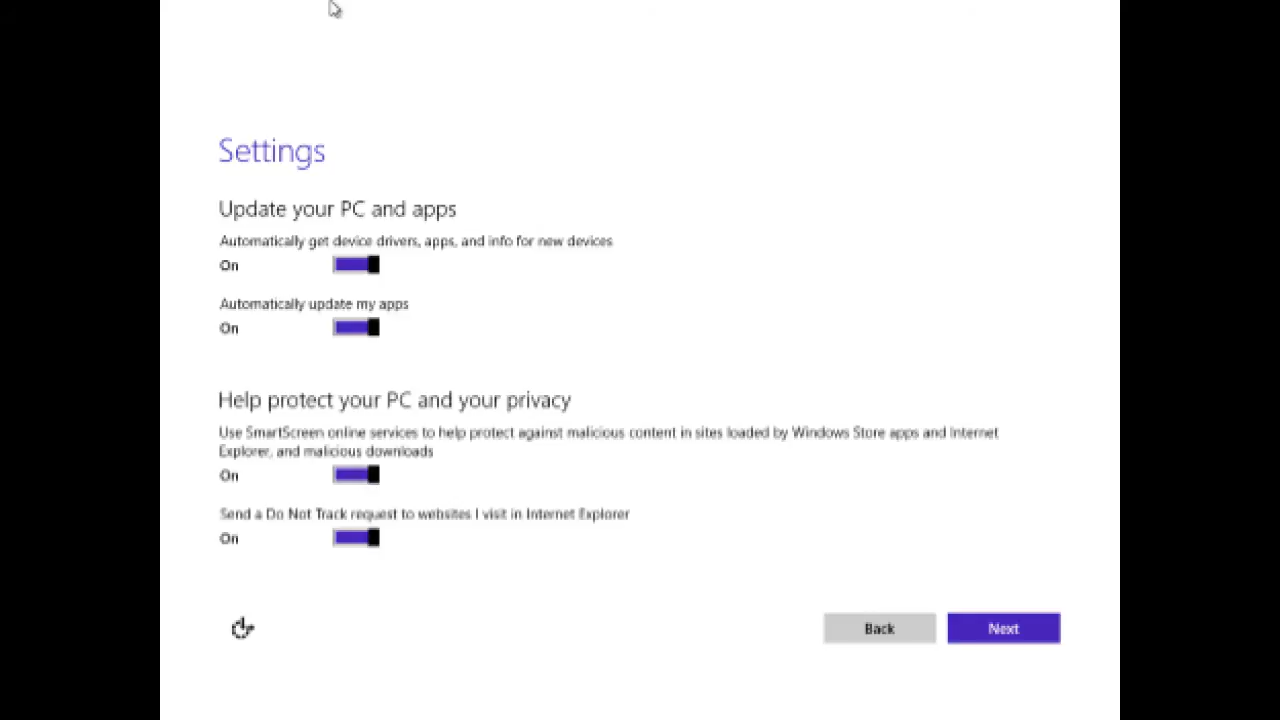 Settings
Update your PC and apps
Automatically get device drivers, apps, and info for new devices
On
Automatically update my apps
On
Help protect your PC and your privacy
Use SmartScreen online services to help protect against malicious content in sites loaded by Windows Store apps and Internet
Explorer, and malicious downloads
On
Send a Do Not Track request to websites I visit in Internet Explorer
On
Back Next